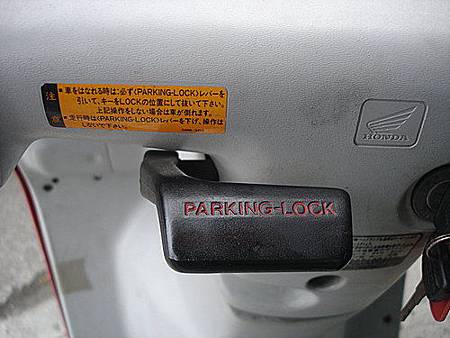 注意
・車をはなれる時は:必ず〈PARKING-LOCK〉レバーを
引いて、キーをLOCKの位置にして抜いて下さい。
上記操作をしない場合は車が倒れます。
・走行時は〈PARKING-LOCK〉レバーを下げ、操作は
しないで下さい。
HONDA
PARKING-LOCK